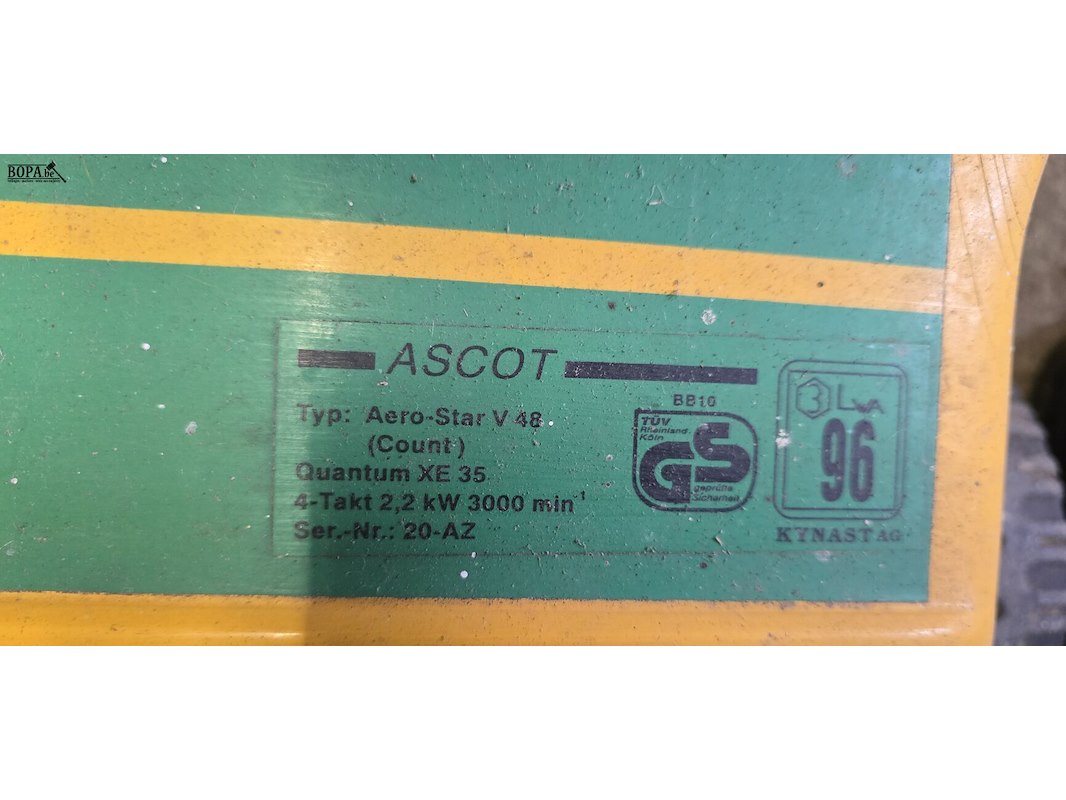 BOPA.be
ASCOT
Typ: Aero-Star V 48
(Count)
Quantum XE 35
4-Takt 2,2 kW 3000 min⁻¹
Ser.-Nr.: 20-AZ
BB10
TÜV
Rheinland
Köln
GS
geprüfte
Sicherheit
LWA
96
KYNAST AG